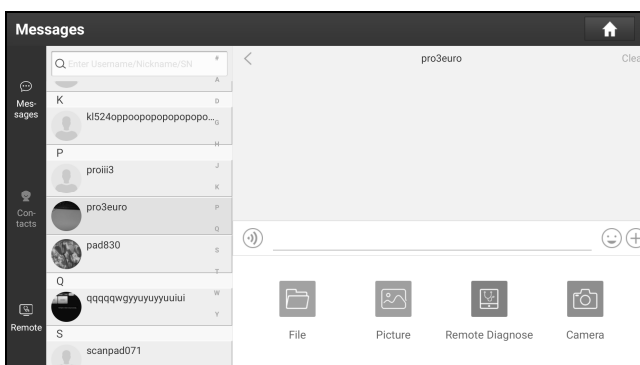 Messages
Mes-
sages
Con-
tacts
Remote
Enter Username/Nickname/SN
K
kl524oppoopopopopopopo...
P
proiii3
pro3euro
pad830
Q
qqqqqwgyyuyuyyuuiui
S
scanpad071
#
A
D
G
H
J
K
P
Q
S
T
W
Y
pro3euro
Clea
File
Picture
Remote Diagnose
Camera